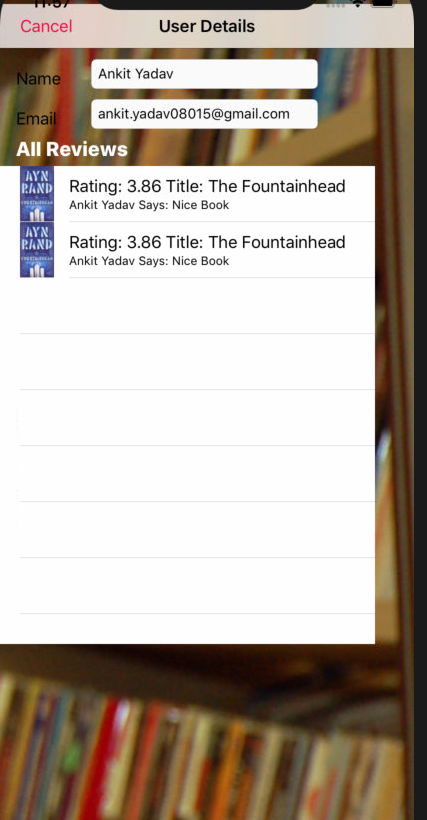 11:57
Cancel
User Details
Name
Ankit Yadav
Email
ankit.yadav08015@gmail.com
All Reviews
AYN
RAND
Rating: 3.86 Title: The Fountainhead
Ankit Yadav Says: Nice Book
AYN
RAND
Rating: 3.86 Title: The Fountainhead
Ankit Yadav Says: Nice Book